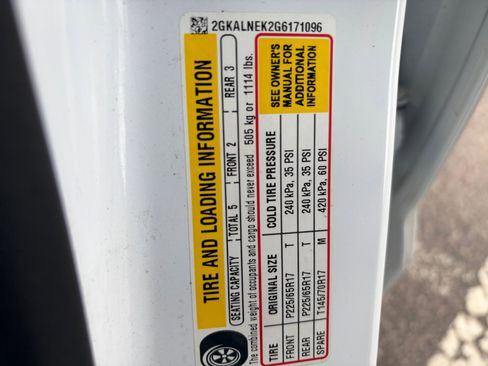 2GKALNEK2G6171096
TIRE AND LOADING INFORMATION
SEATING CAPACITY TOTAL 5 FRONT 2 REAR 3
The combined weight of occupants and cargo should never exceed 505 kg or 1114 lbs.
TIRE ORIGINAL SIZE COLD TIRE PRESSURE
FRONT P225/65R17 T 240 kPa, 35 PSI
REAR P225/65R17 T 240 kPa, 35 PSI
SPARE T145/70R17 M 420 kPa, 60 PSI
SEE OWNER'S
MANUAL FOR
ADDITIONAL
INFORMATION